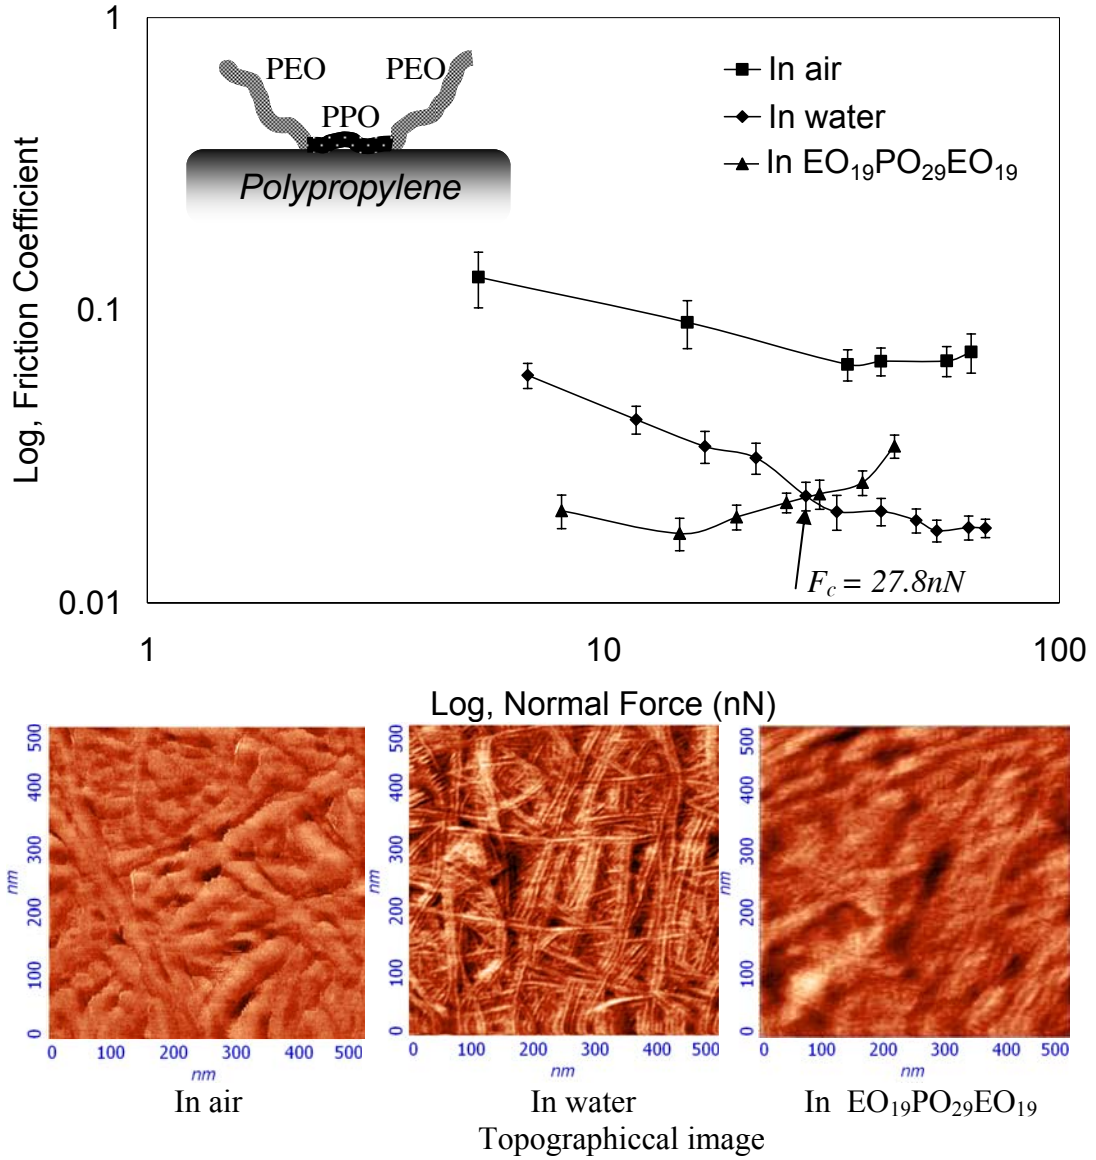 1
PEO PEO
PPO
Polypropylene
In air
In water
In EO₁₉PO₂₉EO₁₉
Log, Friction Coefficient
0.1
F_c = 27.8nN
0.01
1 10 100
Log, Normal Force (nN)
500 400 300 200 100 0
nm
0 100 200 300 400 500
nm
500 400 300 200 100 0
nm
0 100 200 300 400 500
nm
500 400 300 200 100 0
nm
0 100 200 300 400 500
nm
In air
In water
In EO₁₉PO₂₉EO₁₉
Topographiccal image